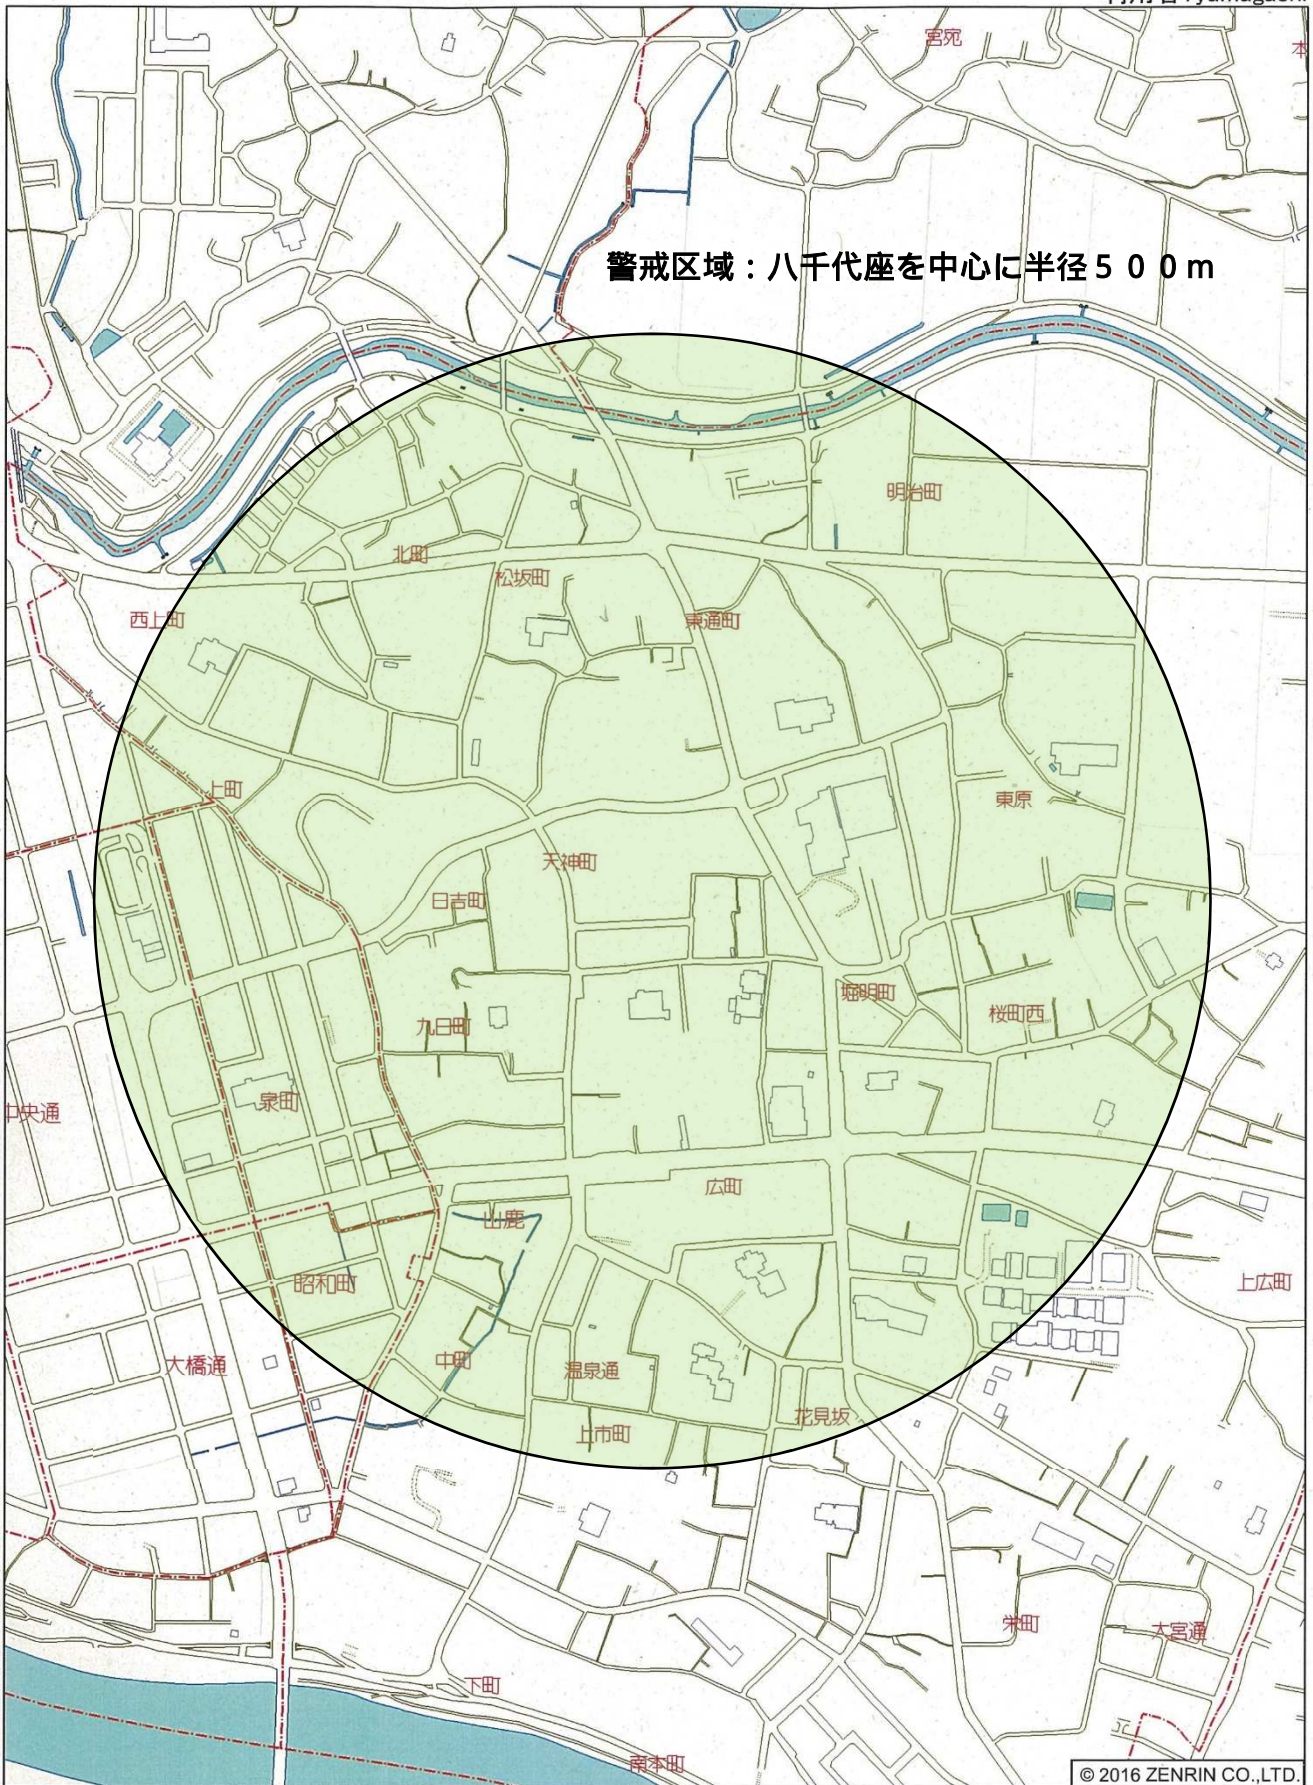 宮苑
警戒区域：八千代座を中心に半径５００ｍ
明治町
北町
松坂町
西上町
東通町
上町
東原
天神町
日吉町
堀明町
桜町西
九日町
泉町
中央通
広町
山鹿
昭和町
上広町
中町
大橋通
温泉通
花見坂
上市町
栄町
大宮通
下町
南本町
© 2016 ZENRIN CO.,LTD.